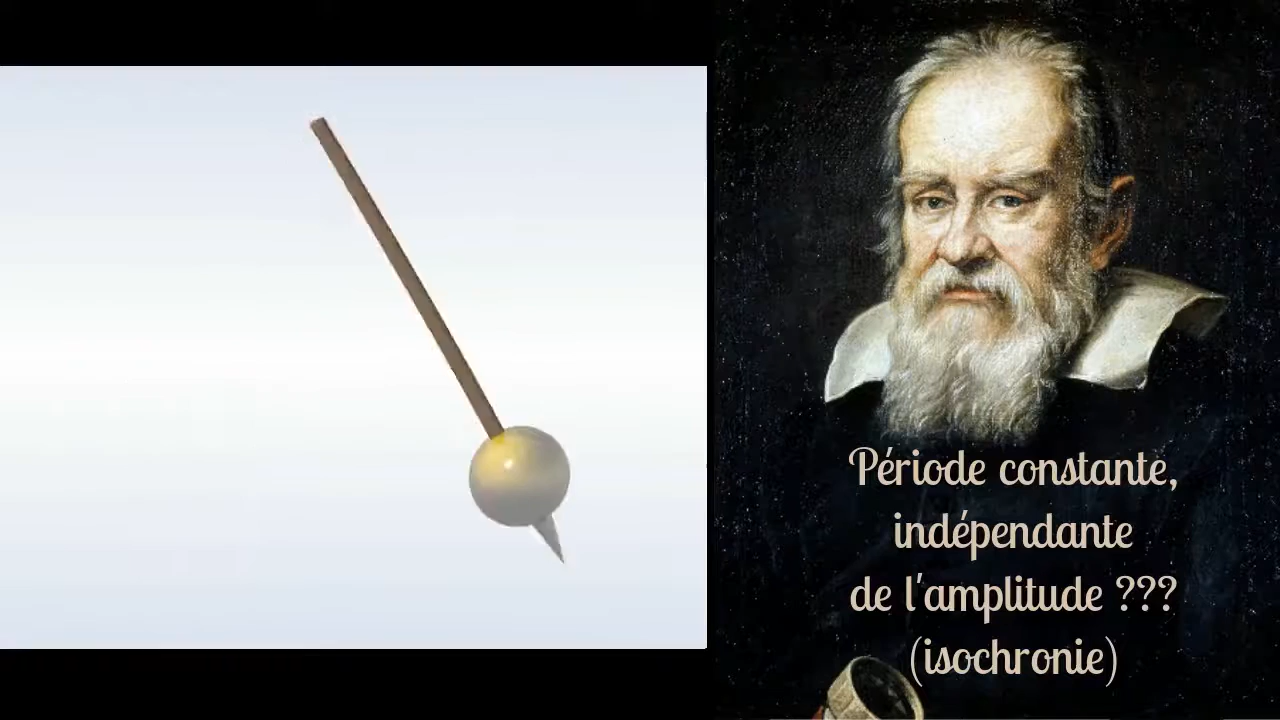 Période constante,
indépendante
de l'amplitude ???
(isochronie)